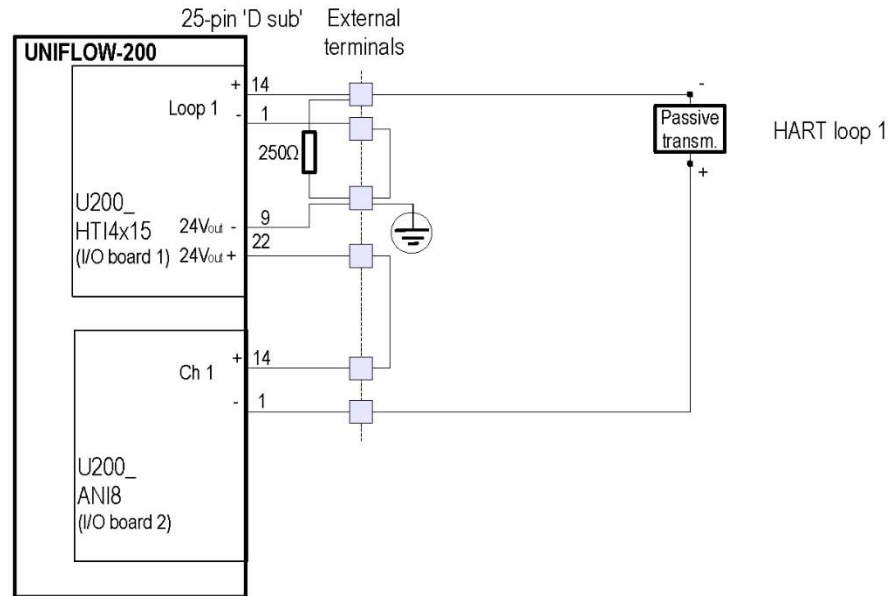 25-pin 'D sub'
External
terminals
UNIFLOW-200
+ 14
Loop 1
- 1
250Ω
Passive
transm.
-
+
HART loop 1
U200_
HTI4x15
(I/O board 1)
24Vout - 9
24Vout + 22
Ch 1
+ 14
- 1
U200_
ANI8
(I/O board 2)